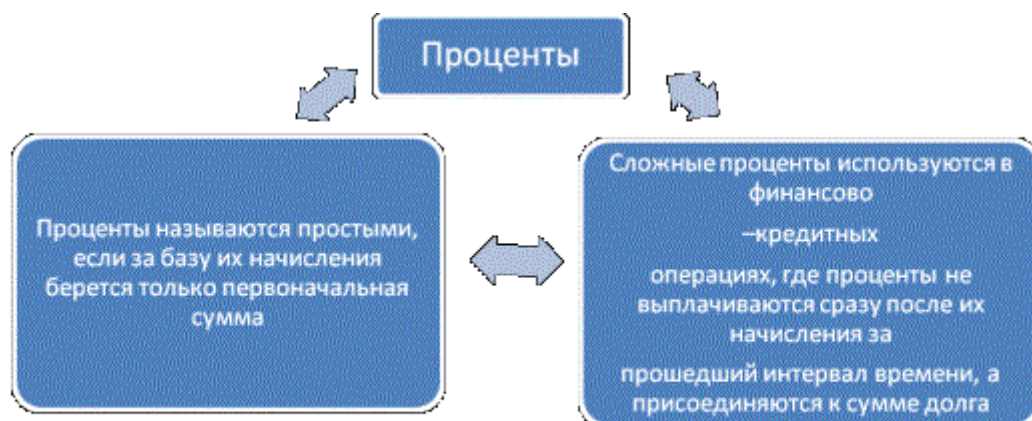 Проценты
Проценты называются простыми,
если за базу их начисления
берется только первоначальная
сумма
Сложные проценты используются в
финансово
–кредитных
операциях, где проценты не
выплачиваются сразу после их
начисления за
прошедший интервал времени, а
присоединяются к сумме долга